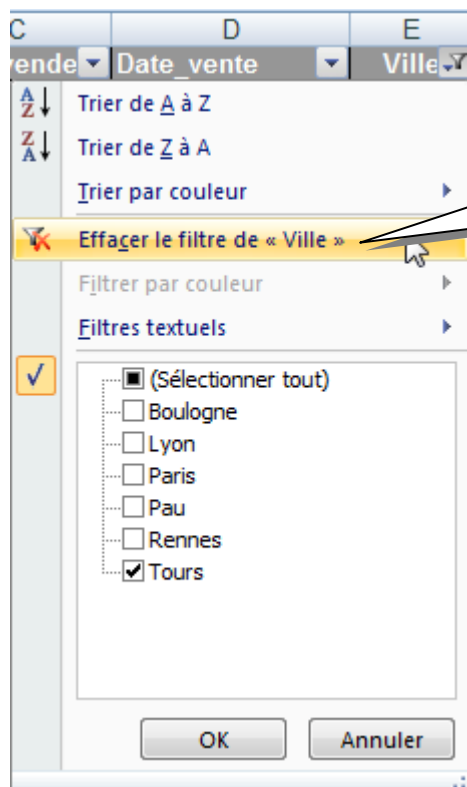 C D E
vende Date_vente Ville
Trier de A à Z
Trier de Z à A
Trier par couleur
Effacer le filtre de « Ville »
Filtrer par couleur
Filtres textuels
(Sélectionner tout)
Boulogne
Lyon
Paris
Pau
Rennes
Tours
OK Annuler